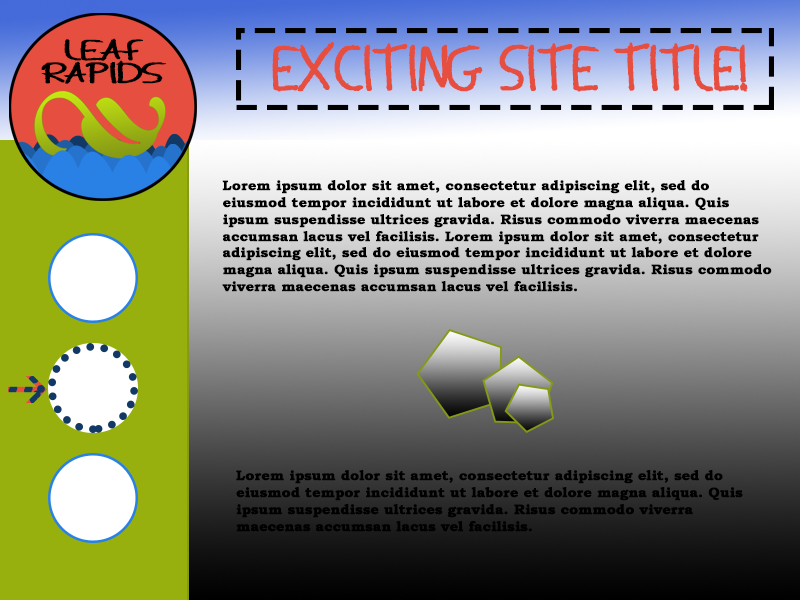 LEAF
RAPIDS
EXCITING SITE TITLE!
Lorem ipsum dolor sit amet, consectetur adipiscing elit, sed do
eiusmod tempor incididunt ut labore et dolore magna aliqua. Quis
ipsum suspendisse ultrices gravida. Risus commodo viverra maecenas
accumsan lacus vel facilisis. Lorem ipsum dolor sit amet, consectetur
adipiscing elit, sed do eiusmod tempor incididunt ut labore et dolore
magna aliqua. Quis ipsum suspendisse ultrices gravida. Risus commodo
viverra maecenas accumsan lacus vel facilisis.
Lorem ipsum dolor sit amet, consectetur adipiscing elit, sed do
eiusmod tempor incididunt ut labore et dolore magna aliqua. Quis
ipsum suspendisse ultrices gravida. Risus commodo viverra
maecenas accumsan lacus vel facilisis.